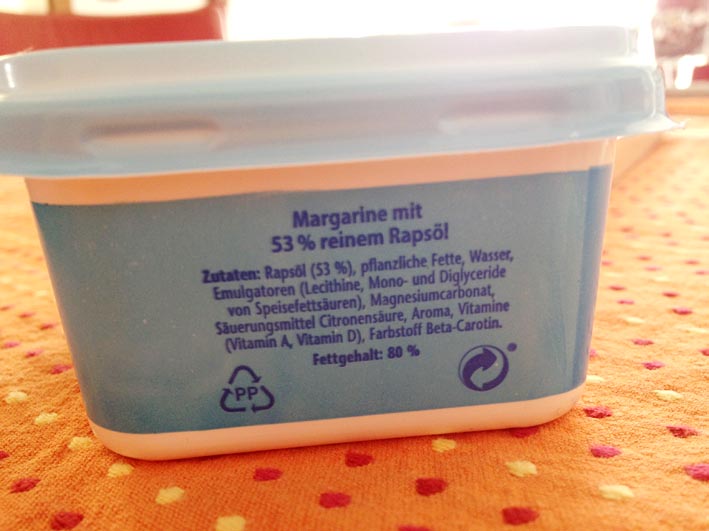 Margarine mit
53 % reinem Rapsöl
Zutaten: Rapsöl (53 %), pflanzliche Fette, Wasser,
Emulgatoren (Lecithine, Mono- und Diglyceride
von Speisefettsäuren), Magnesiumcarbonat,
Säuerungsmittel Citronensäure, Aroma, Vitamine
(Vitamin A, Vitamin D), Farbstoff Beta-Carotin.
Fettgehalt: 80 %
PP